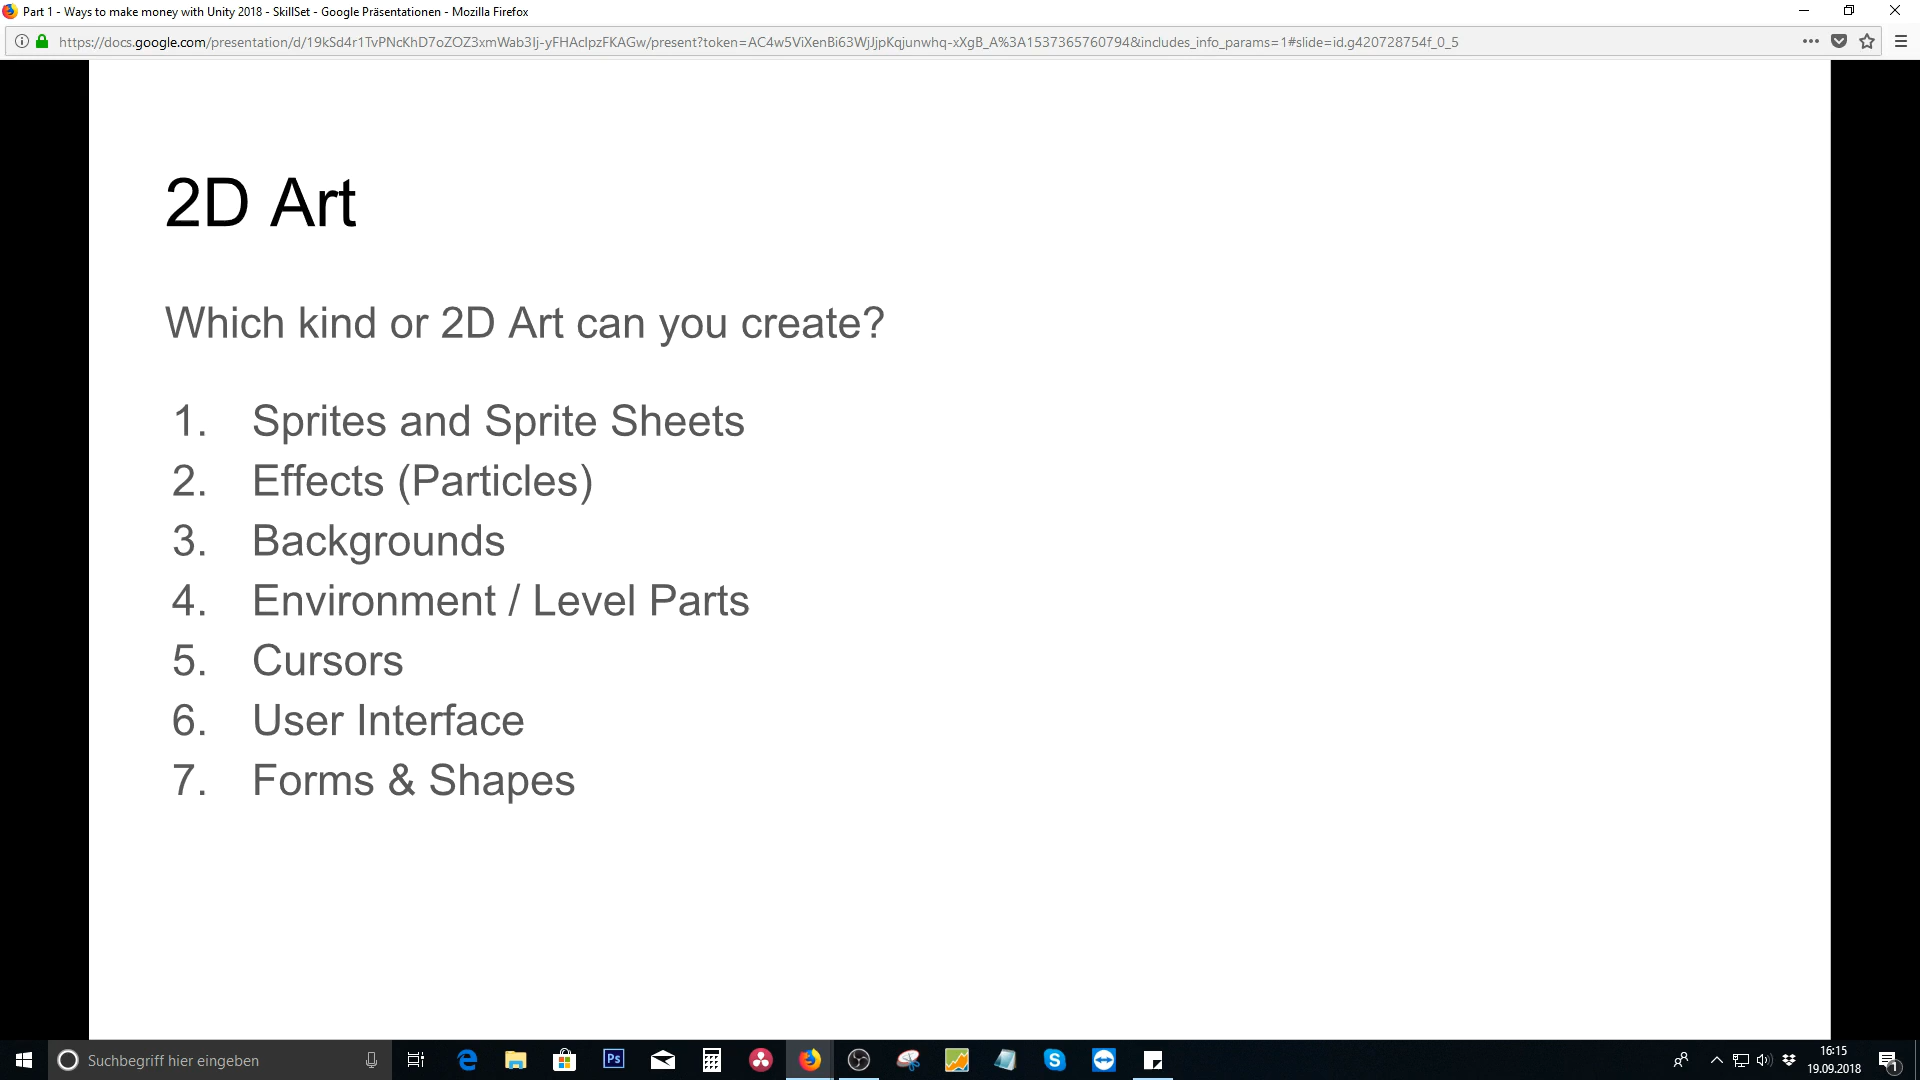 Part 1 - Ways to make money with Unity 2018 - SkillSet - Google Präsentationen - Mozilla Firefox
https://docs.google.com/presentation/d/19kSd4r1TvPNcKhD7oZOZ3xmWab3Ij-yFHAclpzFKAGw/present?token=AC4w5ViXenBi63WjJjpKqjunwhq-xXgB_A%3A1537365760794&includes_info_params=1#slide=id.g420728754f_0_5
2D Art
Which kind or 2D Art can you create?
1. Sprites and Sprite Sheets
2. Effects (Particles)
3. Backgrounds
4. Environment / Level Parts
5. Cursors
6. User Interface
7. Forms & Shapes
Suchbegriff hier eingeben
Ps
16:15
19.09.2018
1